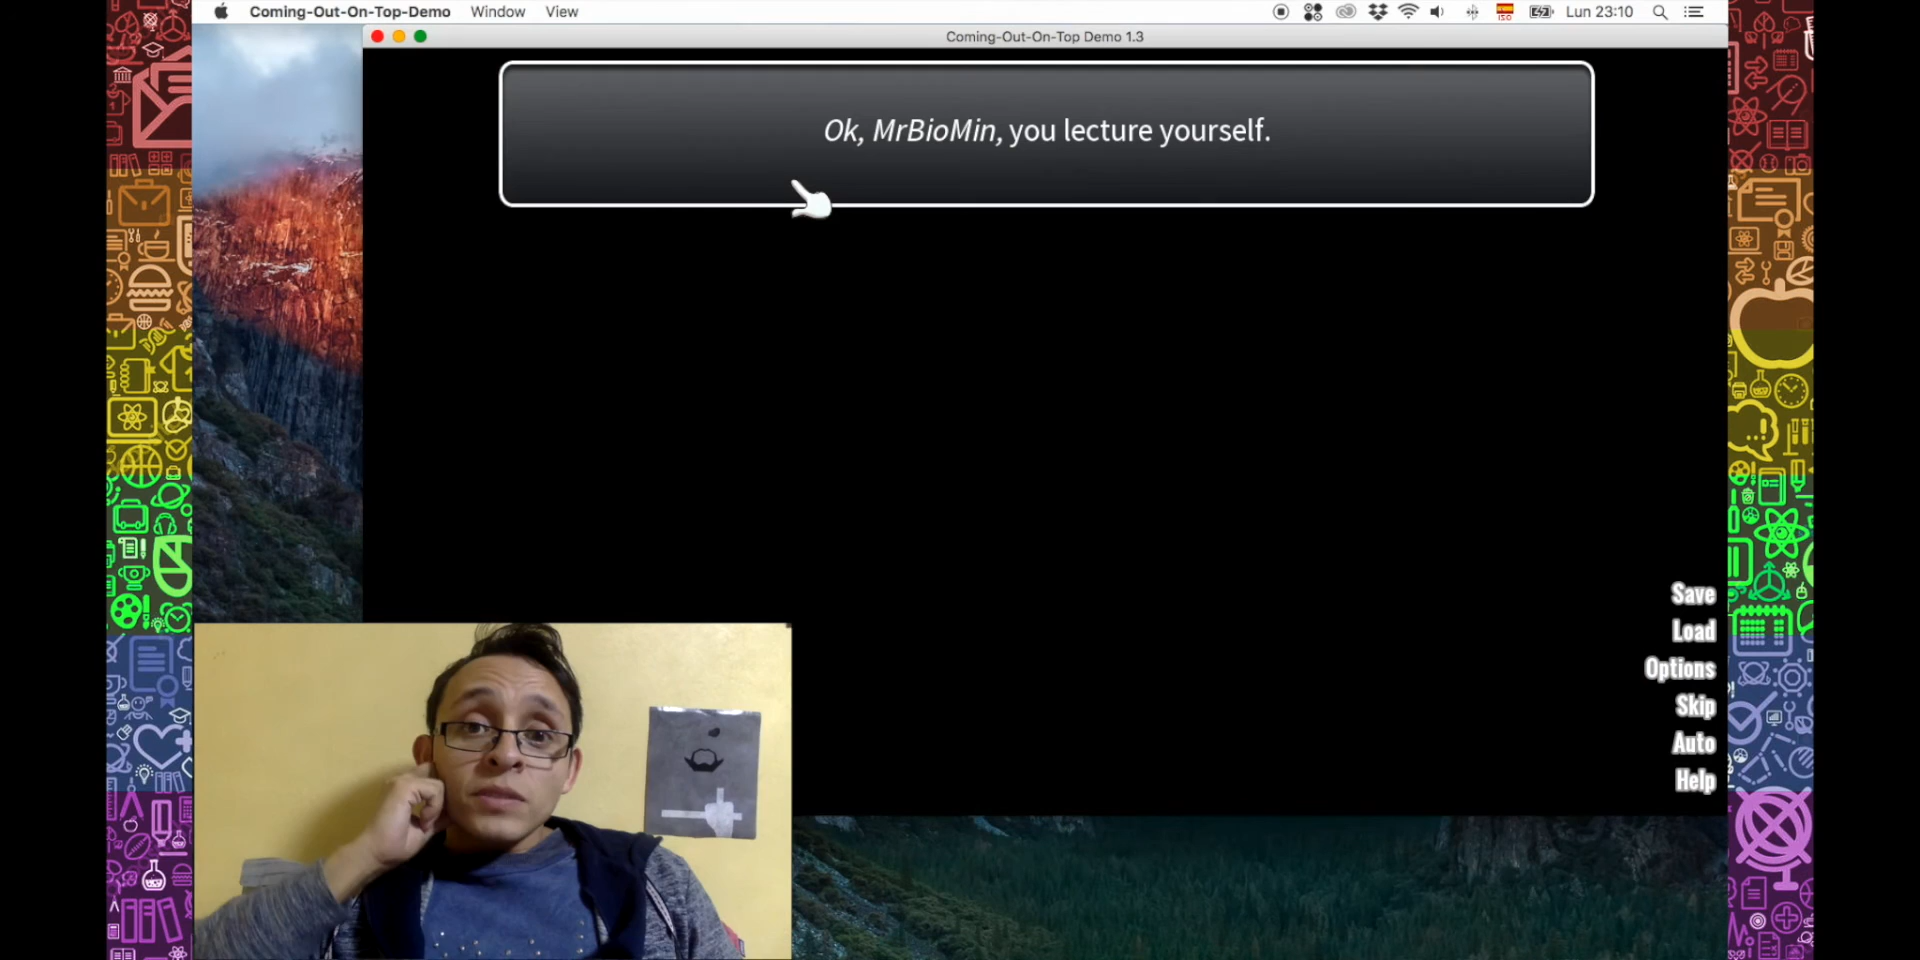 Coming-Out-On-Top-Demo Window View
ISO
Lun 23:10
Coming-Out-On-Top Demo 1.3
Ok, MrBioMin, you lecture yourself.
Save
Load
Options
Skip
Auto
Help